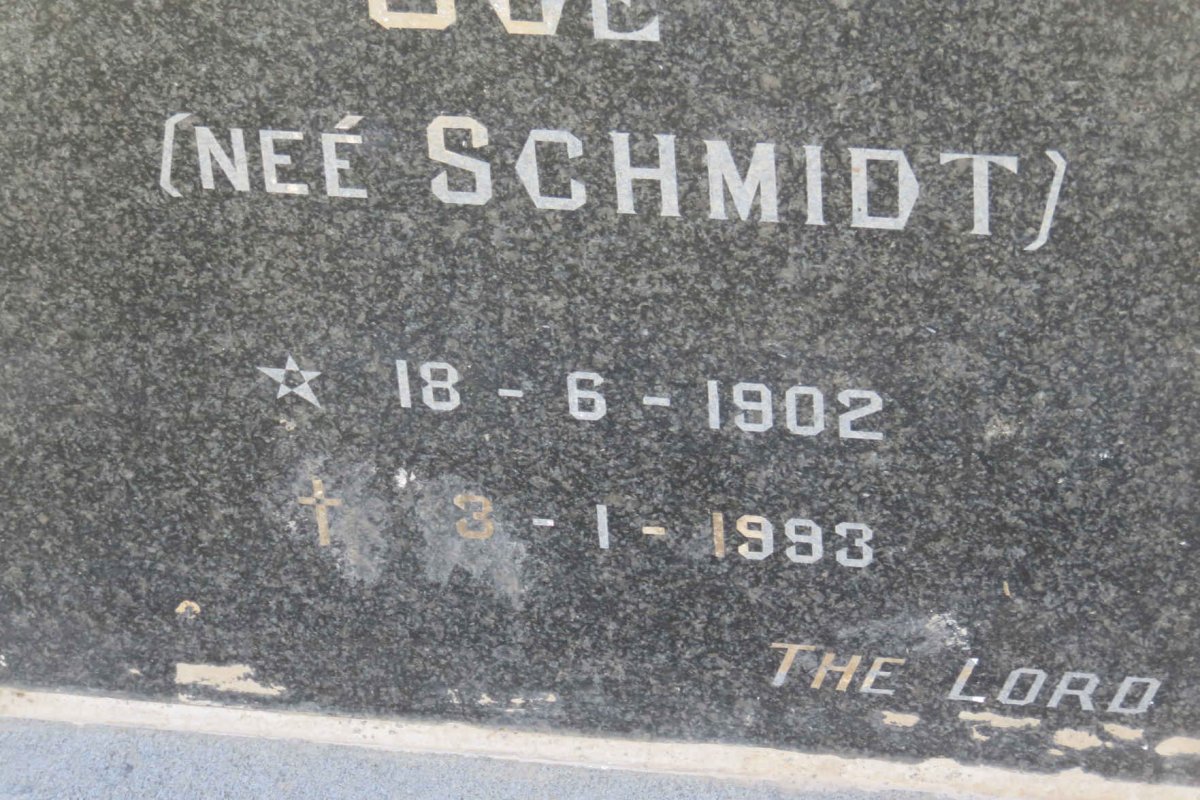 (NEÉ SCHMIDT)
18 - 6 - 1902
3 - 1 - 1993
THE LORD